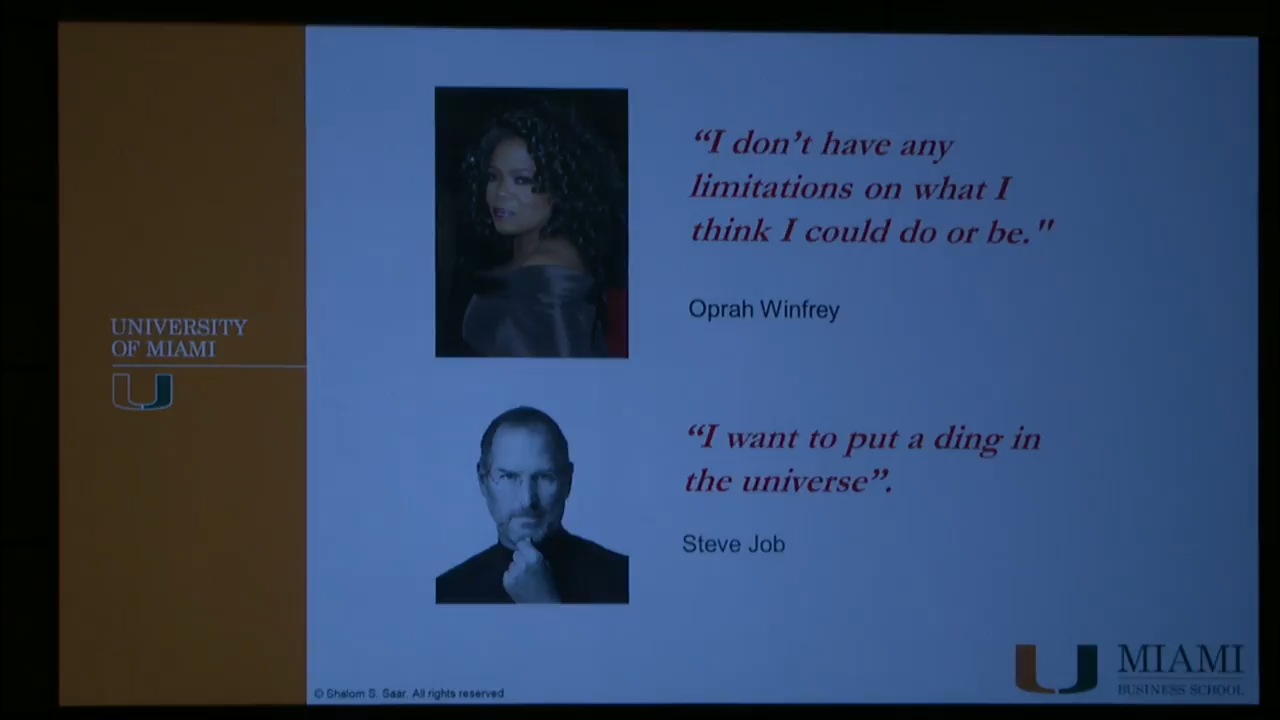 UNIVERSITY
OF MIAMI
“I don’t have any
limitations on what I
think I could do or be."
Oprah Winfrey
“I want to put a ding in
the universe”.
Steve Job
© Shalom S. Saar. All rights reserved
MIAMI
BUSINESS SCHOOL